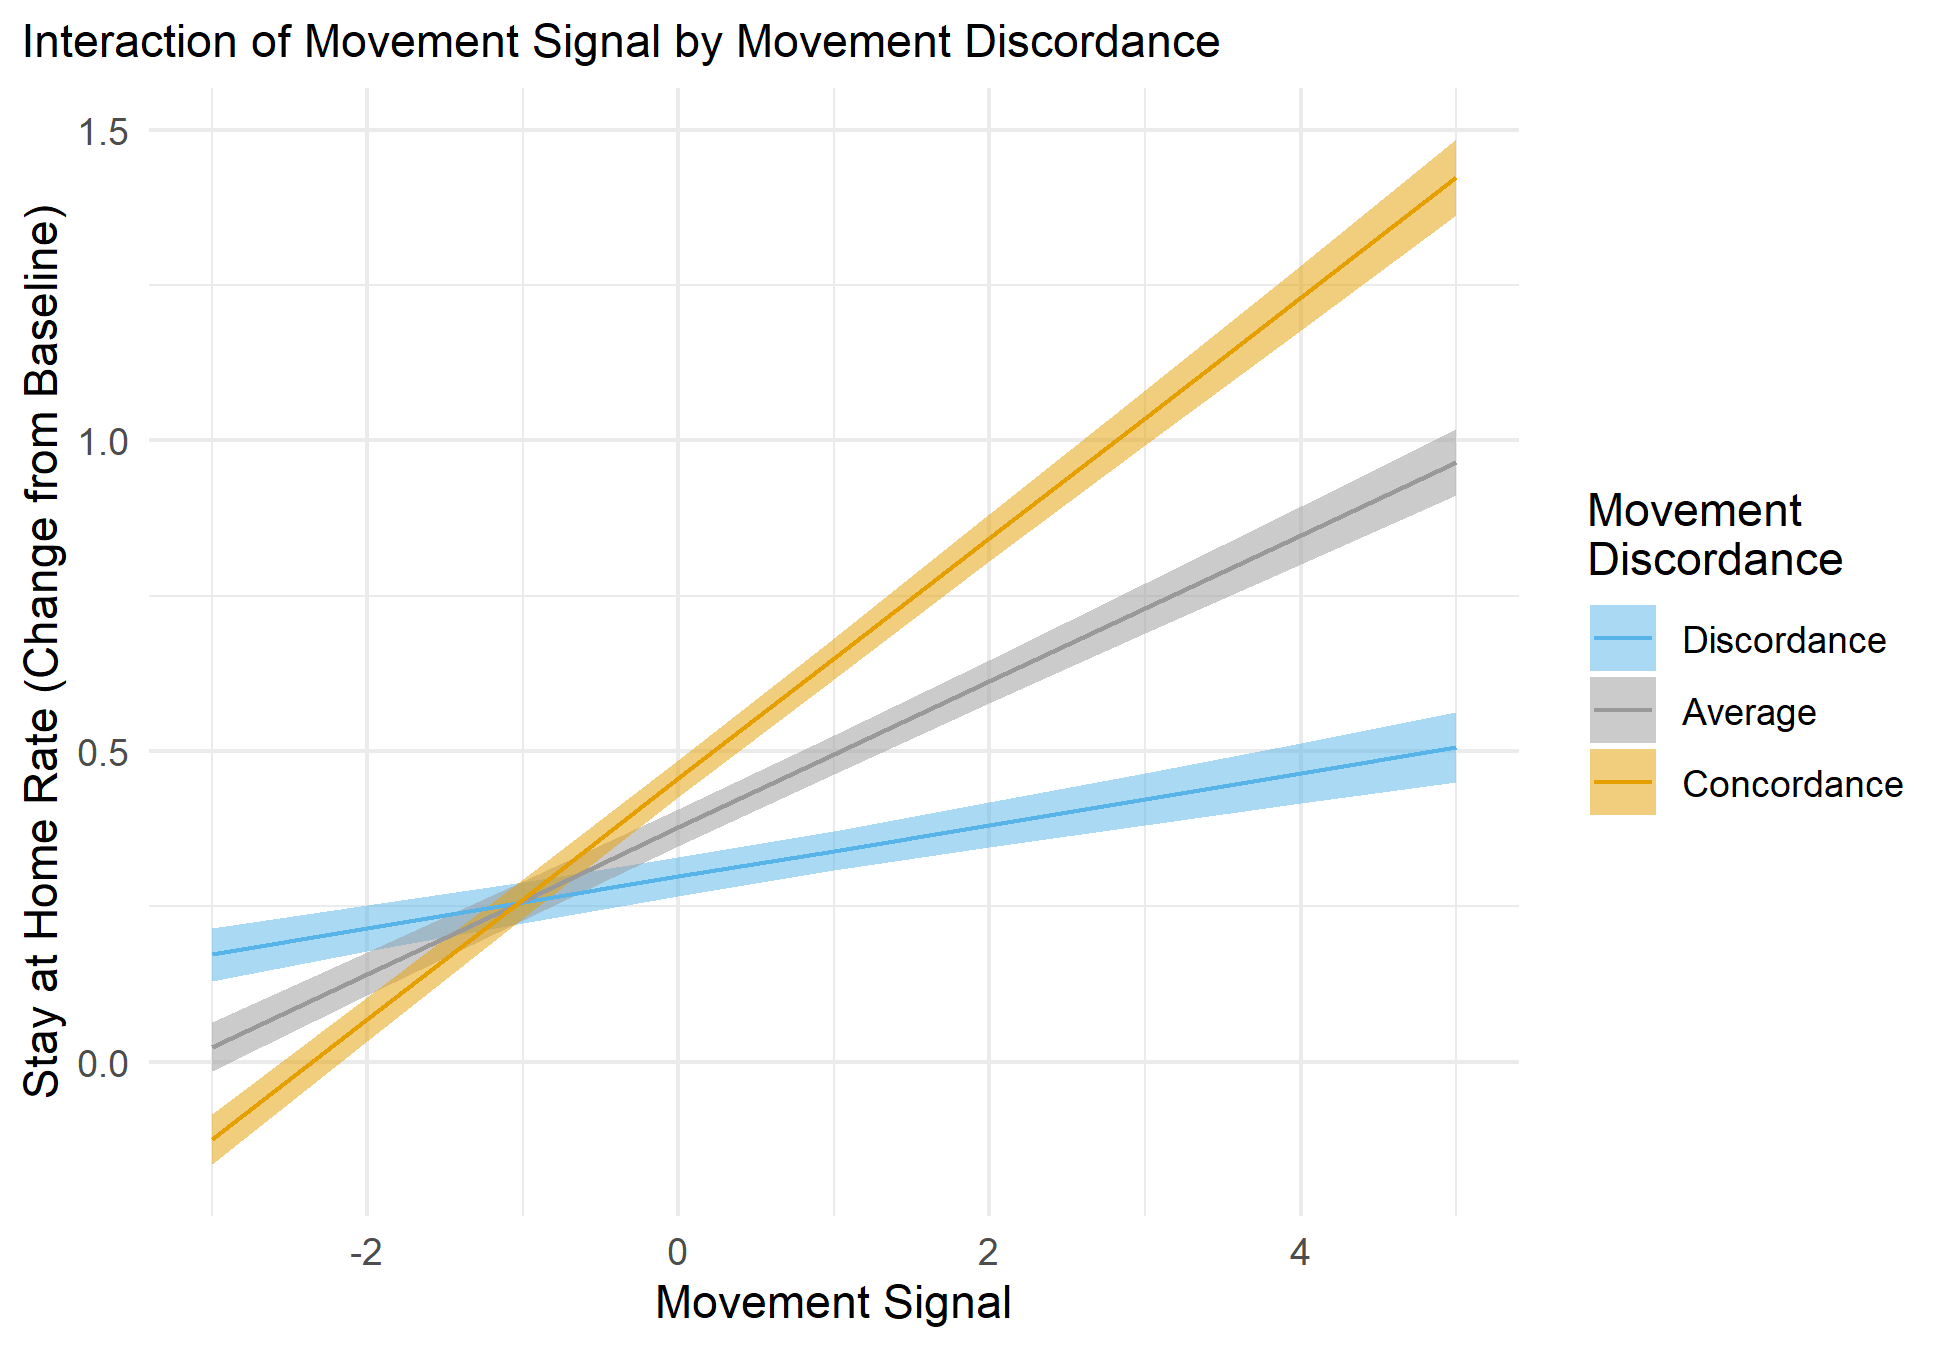 Interaction of Movement Signal by Movement Discordance
Stay at Home Rate (Change from Baseline)
1.5
1.0
0.5
0.0
-2
0
2
4
Movement Signal
Movement
Discordance
Discordance
Average
Concordance